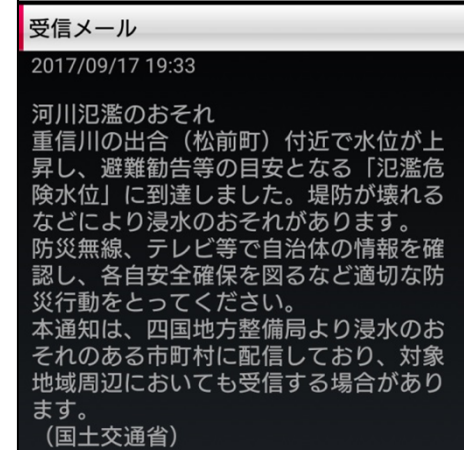 受信メール
2017/09/17 19:33
河川氾濫のおそれ
重信川の出合（松前町）付近で水位が上
昇し、避難勧告等の目安となる「氾濫危
険水位」に到達しました。堤防が壊れる
などにより浸水のおそれがあります。
防災無線、テレビ等で自治体の情報を確
認し、各自安全確保を図るなど適切な防
災行動をとってください。
本通知は、四国地方整備局より浸水のお
それのある市町村に配信しており、対象
地域周辺においても受信する場合があり
ます。
（国土交通省）